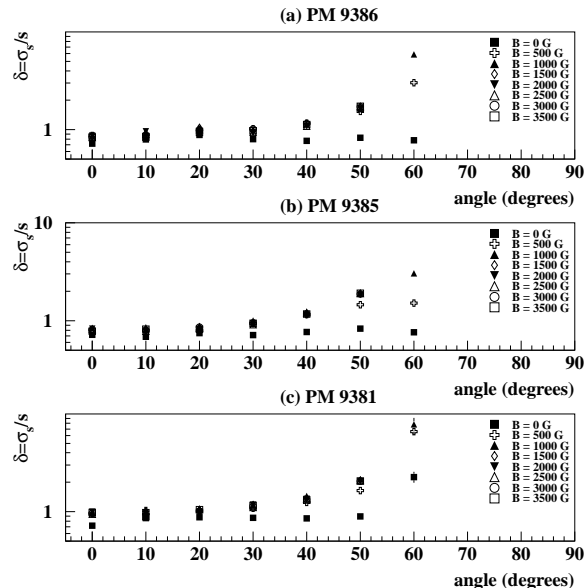 (a) PM 9386
δ=σs/s
1
B = 0 G
B = 500 G
B = 1000 G
B = 1500 G
B = 2000 G
B = 2500 G
B = 3000 G
B = 3500 G
0 10 20 30 40 50 60 70 80 90
angle (degrees)
(b) PM 9385
δ=σs/s
10
1
B = 0 G
B = 500 G
B = 1000 G
B = 1500 G
B = 2000 G
B = 2500 G
B = 3000 G
B = 3500 G
0 10 20 30 40 50 60 70 80 90
angle (degrees)
(c) PM 9381
δ=σs/s
1
B = 0 G
B = 500 G
B = 1000 G
B = 1500 G
B = 2000 G
B = 2500 G
B = 3000 G
B = 3500 G
0 10 20 30 40 50 60 70 80 90
angle (degrees)